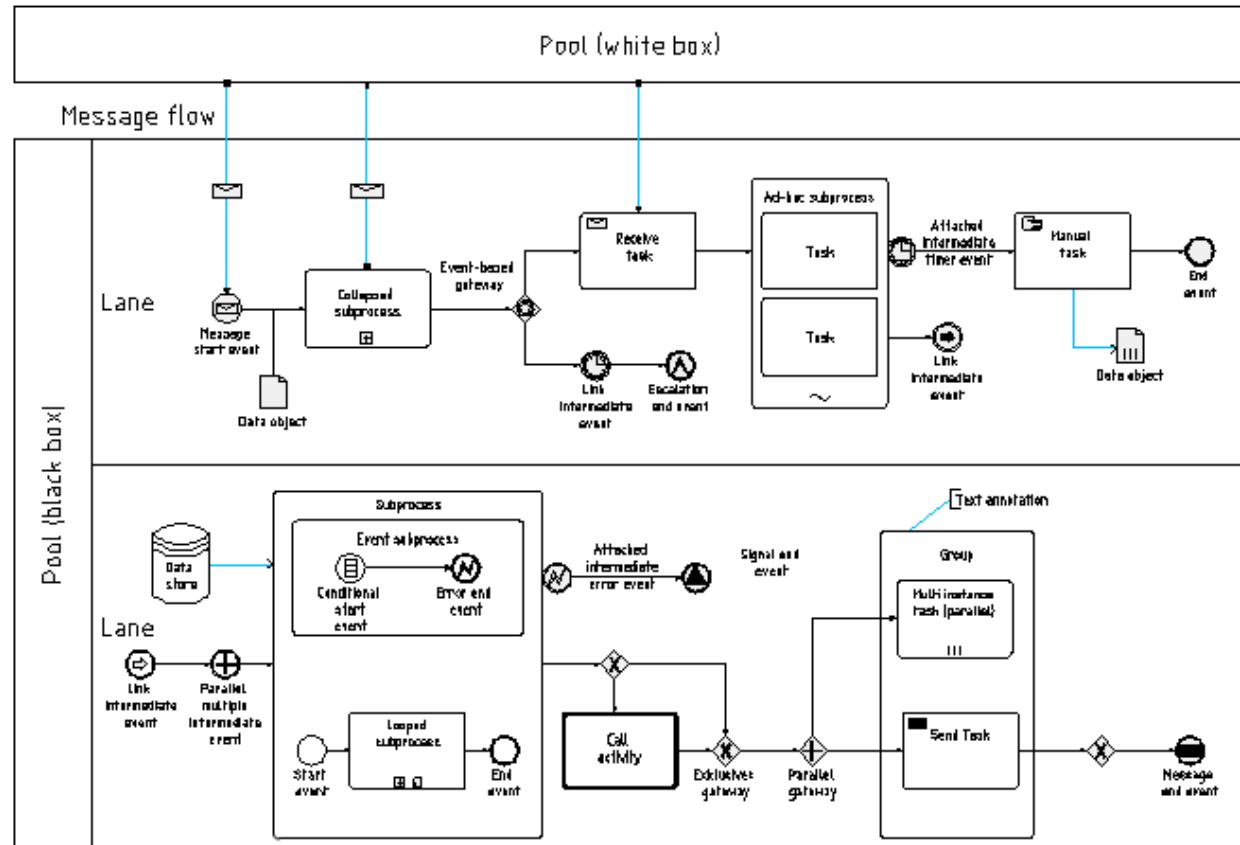 Pool (white box)
Message flow
Pool (black box)
Lane
Message
start event
Data object
Collapsed
subprocess
Event-based
gateway
Receive
task
Link
intermediate
event
Escalation
end event
Ad-hoc subprocess
Task
Task
Attached
intermediate
timer event
Link
intermediate
event
Manual
task
End
event
Data object
Lane
Data
store
Link
intermediate
event
Parallel
multiple
intermediate
event
Subprocess
Event subprocess
Conditional
start
event
Error end
event
Start
event
Looped
subprocess
End
event
Attached
intermediate
error event
Signal end
event
Call
activity
Exklusives
gateway
Parallel
gateway
Text annotation
Group
Multi instance
task (parallel)
Send Task
Message
end event